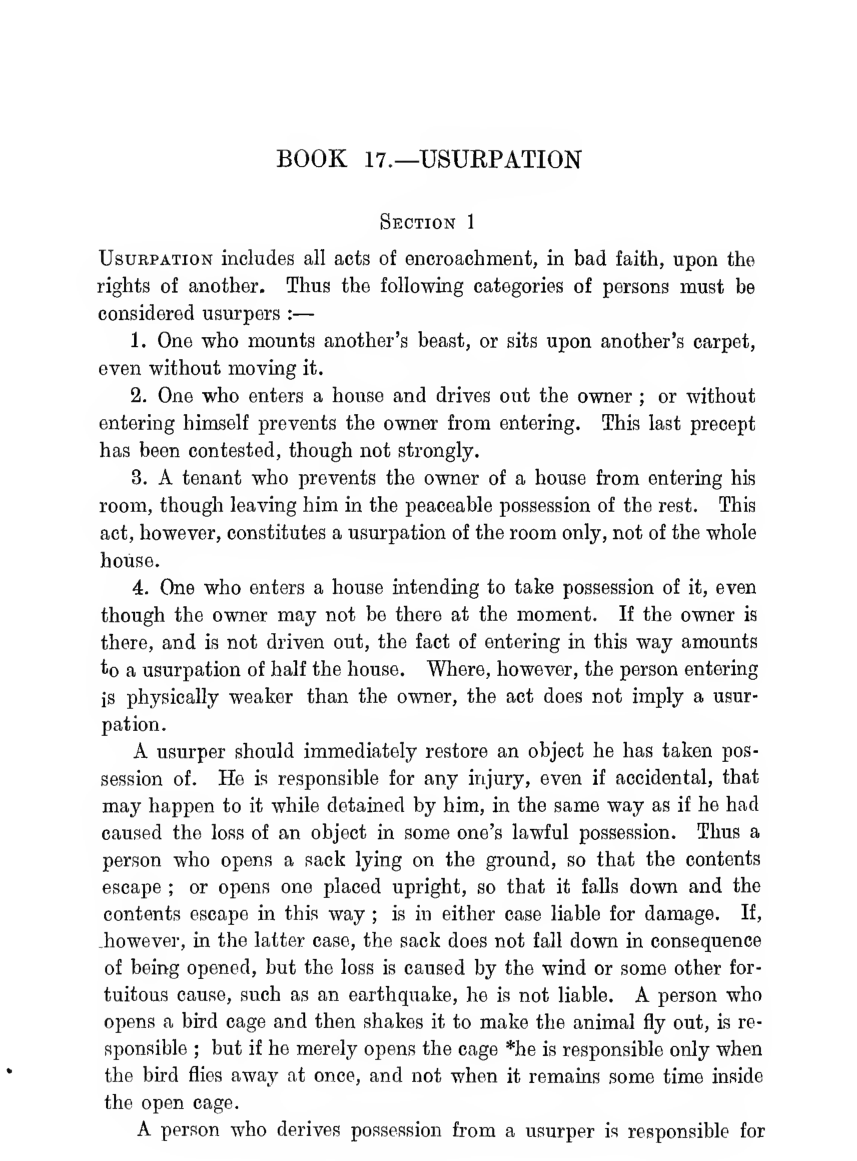 BOOK 17.—USURPATION
SECTION 1
USURPATION includes all acts of encroachment, in bad faith, upon the
rights of another. Thus the following categories of persons must be
considered usurpers :—
1. One who mounts another's beast, or sits upon another's carpet,
even without moving it.
2. One who enters a house and drives out the owner ; or without
entering himself prevents the owner from entering. This last precept
has been contested, though not strongly.
3. A tenant who prevents the owner of a house from entering his
room, though leaving him in the peaceable possession of the rest. This
act, however, constitutes a usurpation of the room only, not of the whole
house.
4. One who enters a house intending to take possession of it, even
though the owner may not be there at the moment. If the owner is
there, and is not driven out, the fact of entering in this way amounts
to a usurpation of half the house. Where, however, the person entering
is physically weaker than the owner, the act does not imply a usur-
pation.
A usurper should immediately restore an object he has taken pos-
session of. He is responsible for any injury, even if accidental, that
may happen to it while detained by him, in the same way as if he had
caused the loss of an object in some one's lawful possession. Thus a
person who opens a sack lying on the ground, so that the contents
escape ; or opens one placed upright, so that it falls down and the
contents escape in this way ; is in either case liable for damage. If,
however, in the latter case, the sack does not fall down in consequence
of being opened, but the loss is caused by the wind or some other for-
tuitous cause, such as an earthquake, he is not liable. A person who
opens a bird cage and then shakes it to make the animal fly out, is re-
sponsible ; but if he merely opens the cage *he is responsible only when
the bird flies away at once, and not when it remains some time inside
the open cage.
A person who derives possession from a usurper is responsible for